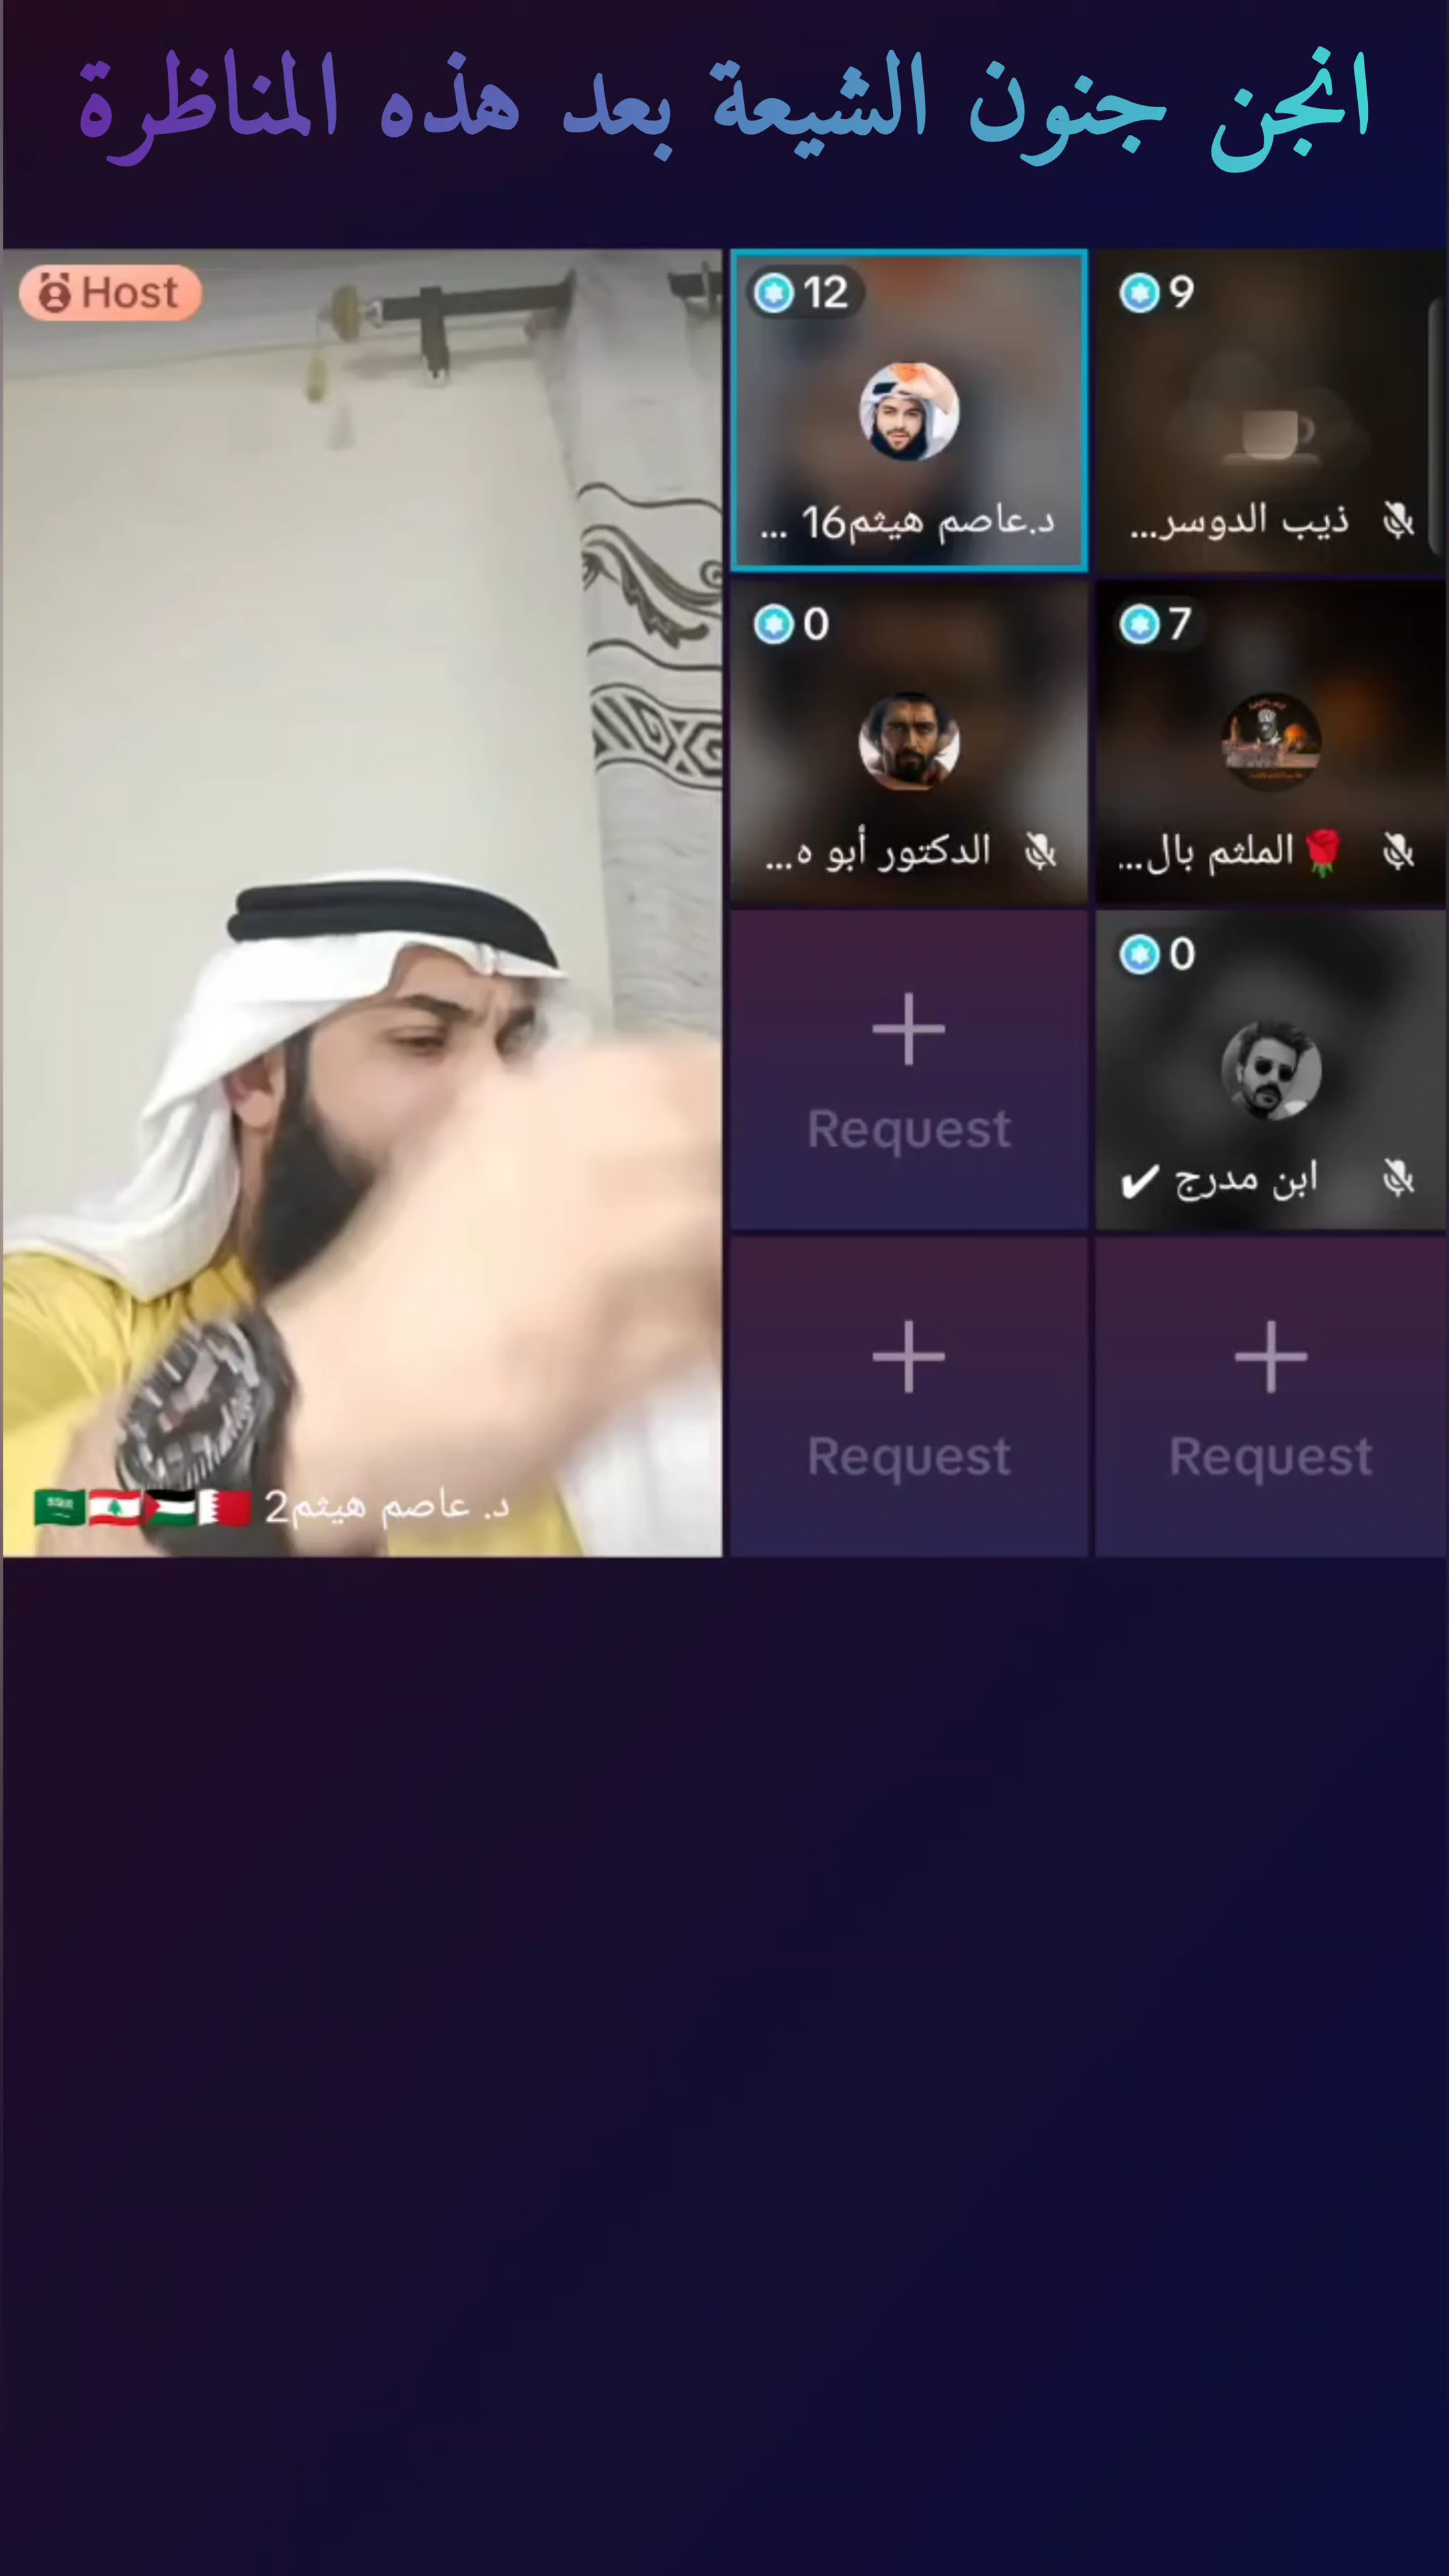 انجن جنون الشيعة بعد هذه المناظرة
Host
12
د.عاصم هيثم16 ...
9
ذيب الدوسر...
0
الدكتور أبو ه...
7
🌹الملثم بال...
Request
0
ابن مدرج ✔
Request
Request
د. عاصم هيثم2 🇧🇭🇵🇸🇱🇧🇸🇦